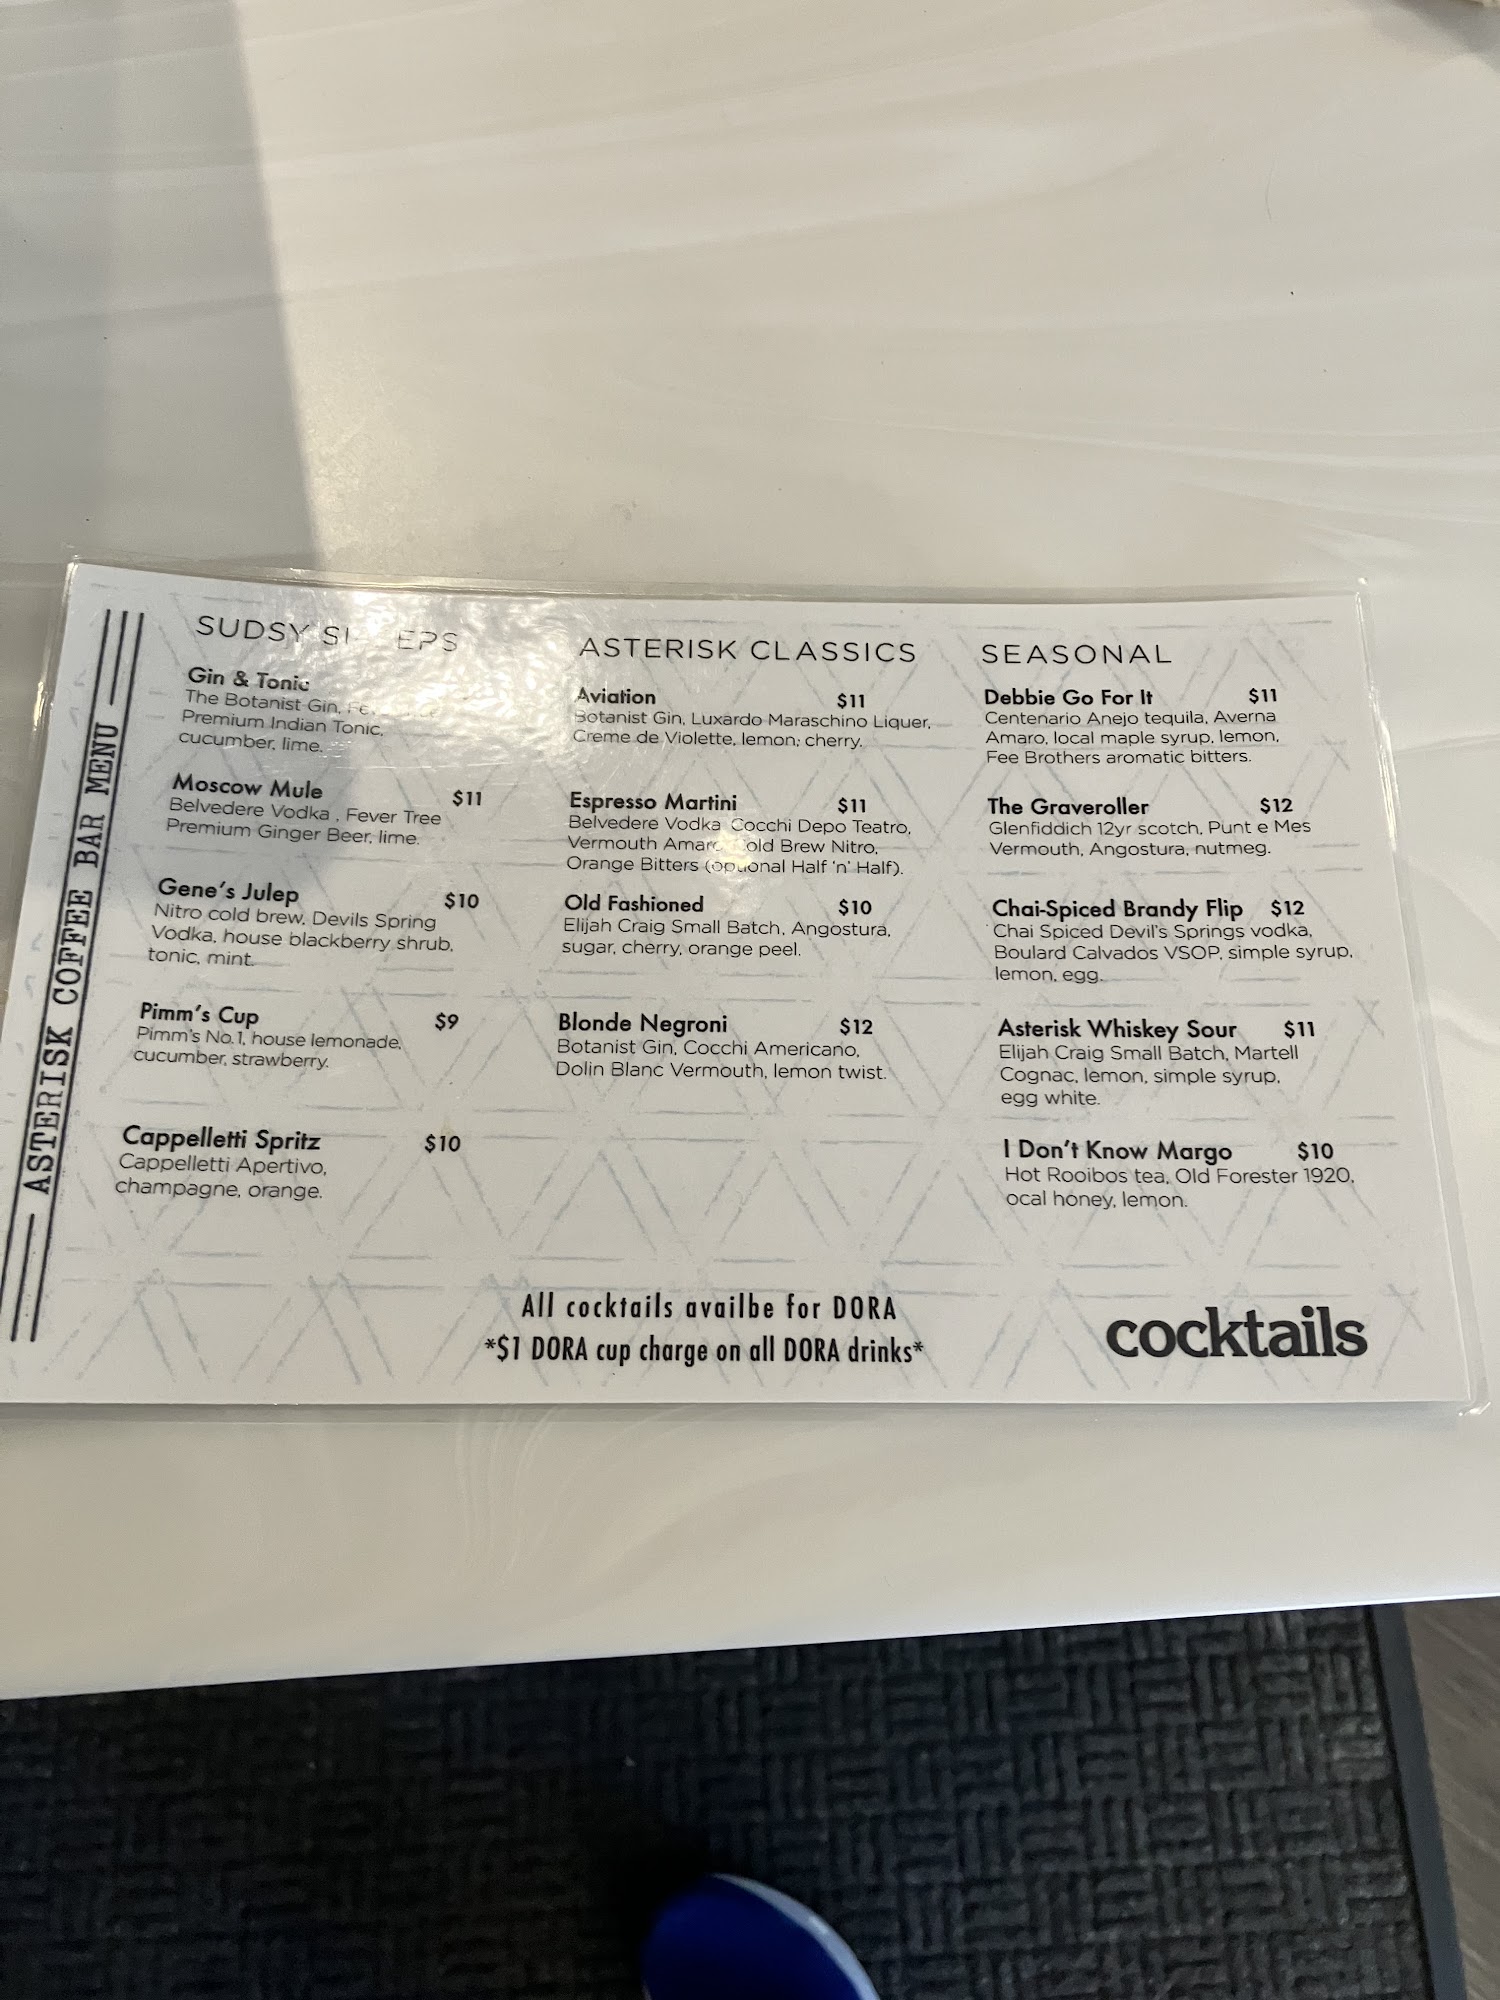 ASTERISK COFFEE BAR MENU
SUDSY
Gin & Tonic
The Botanist Gin,
Premium Indian Tonic,
cucumber, lime.
Moscow Mule $11
Belvedere Vodka , Fever Tree
Premium Ginger Beer, lime.
Gene's Julep $10
Nitro cold brew, Devils Spring
Vodka, house blackberry shrub,
tonic, mint.
Pimm's Cup $9
Pimm's No.1, house lemonade,
cucumber, strawberry.
Cappelletti Spritz $10
Cappelletti Apertivo,
champagne, orange.
ASTERISK CLASSICS
Aviation $11
Botanist Gin, Luxardo Maraschino Liquer,
Creme de Violette, lemon, cherry.
Espresso Martini $11
Belvedere Vodka Cocchi Depo Teatro,
Vermouth Amaro, Cold Brew Nitro,
Orange Bitters (optional Half 'n' Half).
Old Fashioned $10
Elijah Craig Small Batch, Angostura,
sugar, cherry, orange peel.
Blonde Negroni $12
Botanist Gin, Cocchi Americano,
Dolin Blanc Vermouth, lemon twist.
SEASONAL
Debbie Go For It $11
Centenario Anejo tequila, Averna
Amaro, local maple syrup, lemon,
Fee Brothers aromatic bitters.
The Graveroller $12
Glenfiddich 12yr scotch, Punt e Mes
Vermouth, Angostura, nutmeg.
Chai-Spiced Brandy Flip $12
Chai Spiced Devil's Springs vodka,
Boulard Calvados VSOP, simple syrup,
lemon, egg.
Asterisk Whiskey Sour $11
Elijah Craig Small Batch, Martell
Cognac, lemon, simple syrup,
egg white.
I Don't Know Margo $10
Hot Rooibos tea, Old Forester 1920,
ocal honey, lemon.
All cocktails availbe for DORA
*$1 DORA cup charge on all DORA drinks*
cocktails